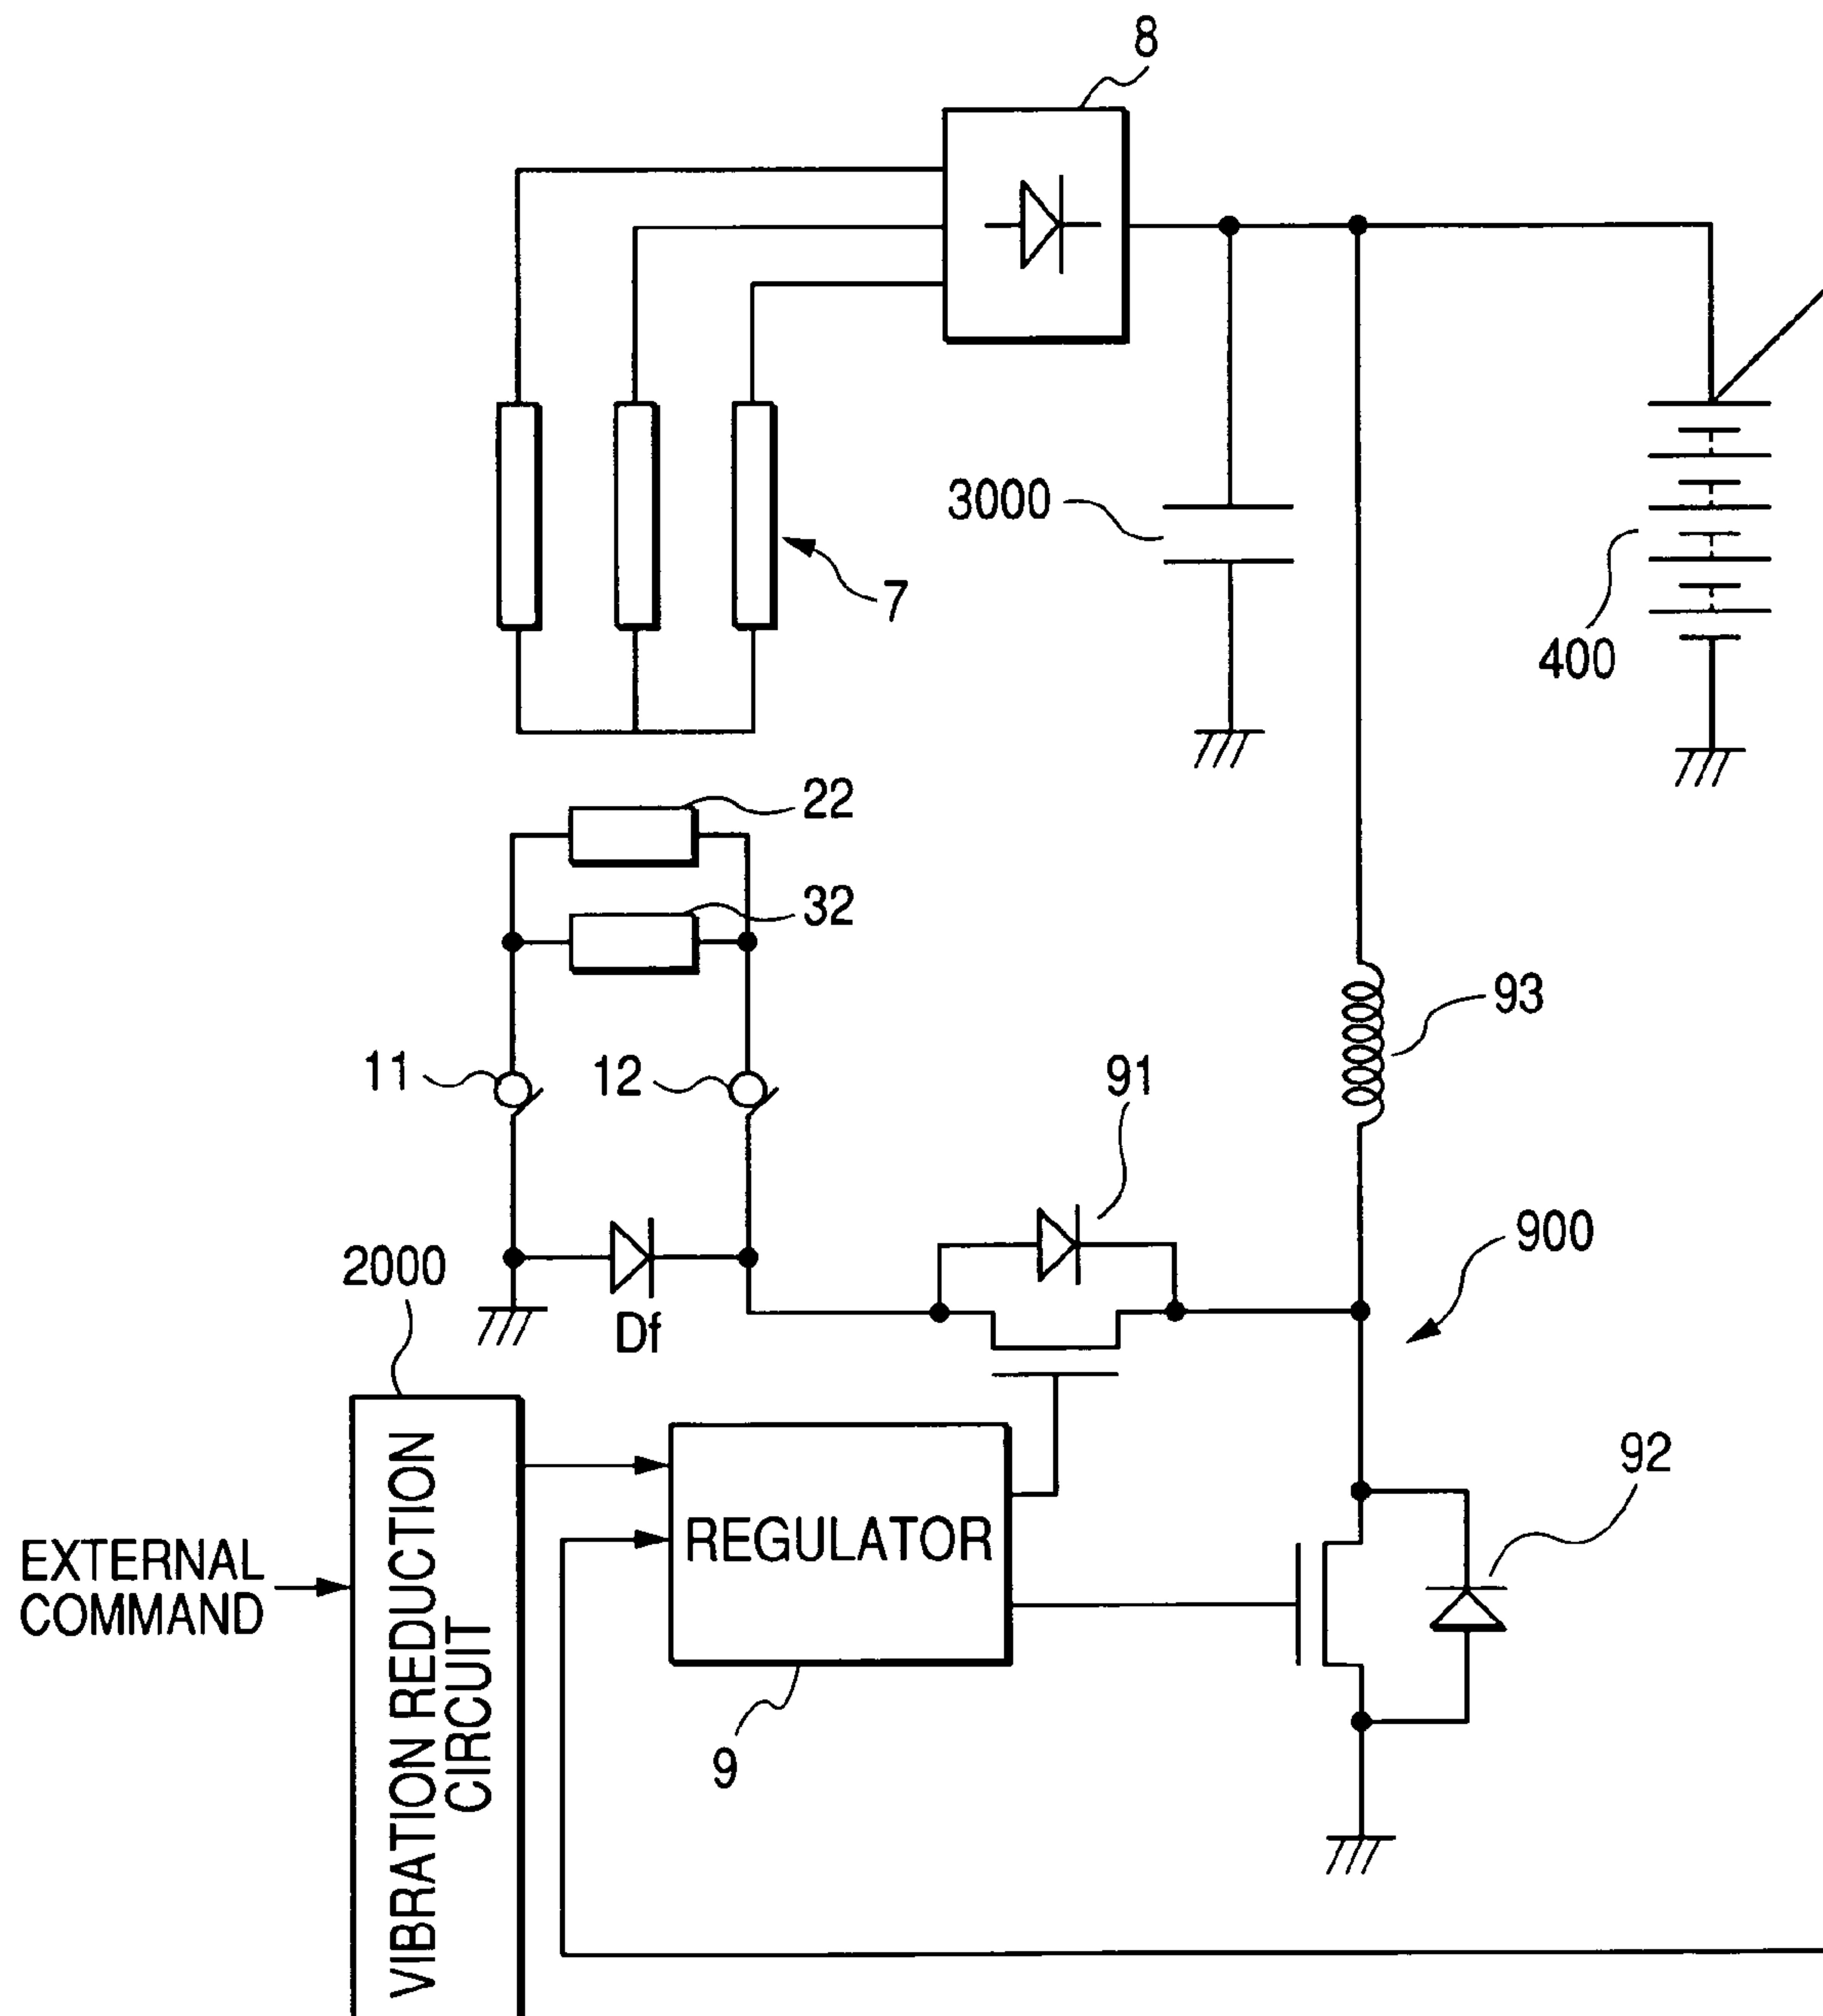 8
3000
7
400
22
32
93
11
12
91
900
2000
Df
92
VIBRATION REDUCTION
CIRCUIT
REGULATOR
EXTERNAL
COMMAND
9